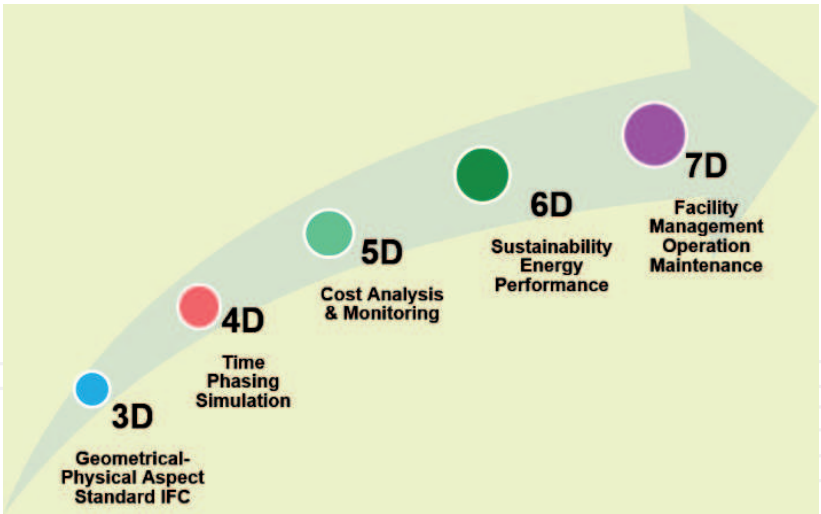 3D
Geometrical-
Physical Aspect
Standard IFC
4D
Time
Phasing
Simulation
5D
Cost Analysis
& Monitoring
6D
Sustainability
Energy
Performance
7D
Facility
Management
Operation
Maintenance